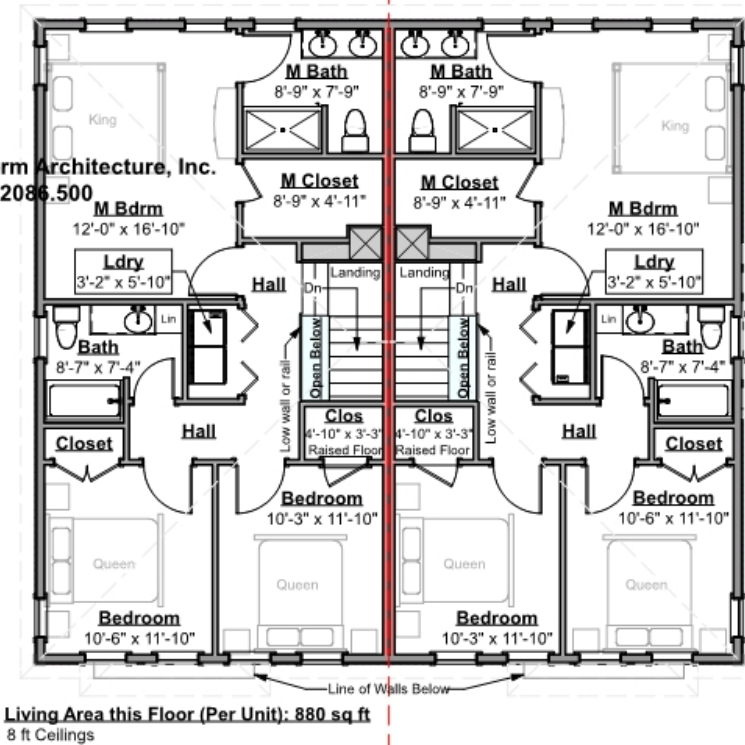 M Bath
8'-9" x 7'-9"
M Bath
8'-9" x 7'-9"
King
King
rm Architecture, Inc.
2086.500
M Closet
8'-9" x 4'-11"
M Closet
8'-9" x 4'-11"
M Bdrm
12'-0" x 16'-10"
M Bdrm
12'-0" x 16'-10"
Ldry
3'-2" x 5'-10"
Hall
Landing
Dn
Landing
Dn
Hall
Ldry
3'-2" x 5'-10"
Lin
Lin
Bath
8'-7" x 7'-4"
Bath
8'-7" x 7'-4"
Low wall or rail
Open Below
Open Below
Low wall or rail
Closet
Hall
Clos
4'-10" x 3'-3"
Raised Floor
Clos
4'-10" x 3'-3"
Raised Floor
Hall
Closet
Bedroom
10'-3" x 11'-10"
Bedroom
10'-6" x 11'-10"
Queen
Queen
Queen
Queen
Bedroom
10'-6" x 11'-10"
Bedroom
10'-3" x 11'-10"
Line of Walls Below
Living Area this Floor (Per Unit): 880 sq ft
8 ft Ceilings